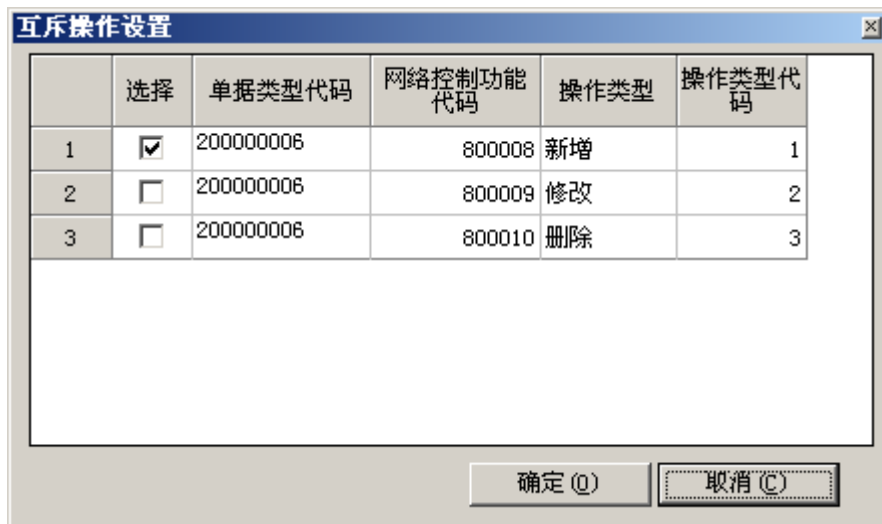 互斥操作设置
选择 单据类型代码 网络控制功能代码 操作类型 操作类型代码
1 200000006 800008 新增 1
2 200000006 800009 修改 2
3 200000006 800010 册除 3
确定(O) 取消(C)